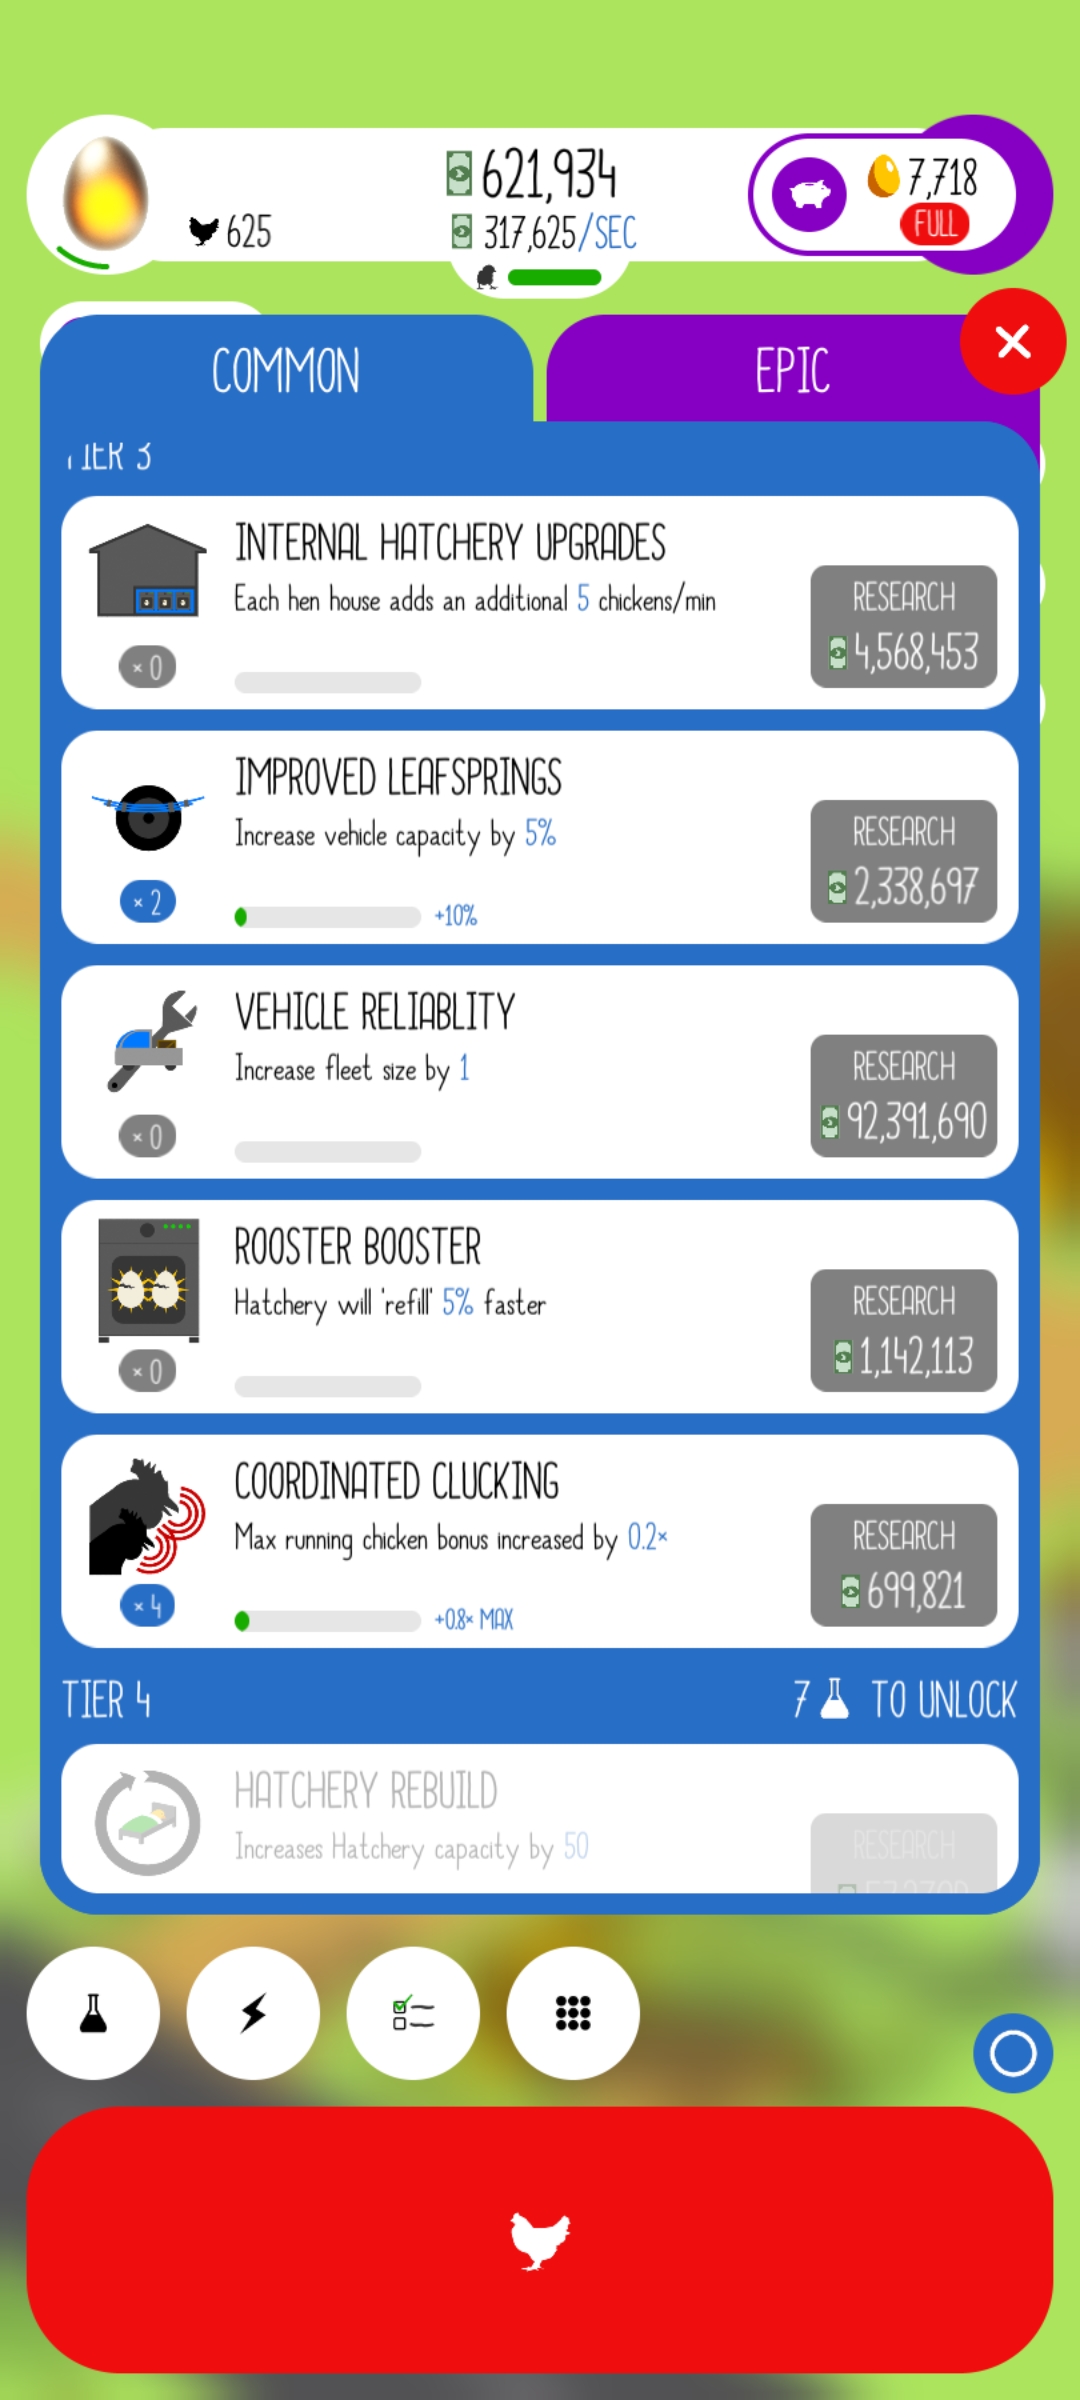 621,934
7,718
625
317,625/SEC
FULL
COMMON
EPIC
TIER 3
INTERNAL HATCHERY UPGRADES
Each hen house adds an additional 5 chickens/min
RESEARCH
4,568,453
× 0
IMPROVED LEAFSPRINGS
Increase vehicle capacity by 5%
RESEARCH
2,338,697
× 2
+10%
VEHICLE RELIABLITY
Increase fleet size by 1
RESEARCH
92,391,690
× 0
ROOSTER BOOSTER
Hatchery will 'refill' 5% faster
RESEARCH
1,142,113
× 0
COORDINATED CLUCKING
Max running chicken bonus increased by 0.2×
RESEARCH
699,821
× 4
+0.8× MAX
TIER 4
7 TO UNLOCK
HATCHERY REBUILD
Increases Hatchery capacity by 50
RESEARCH